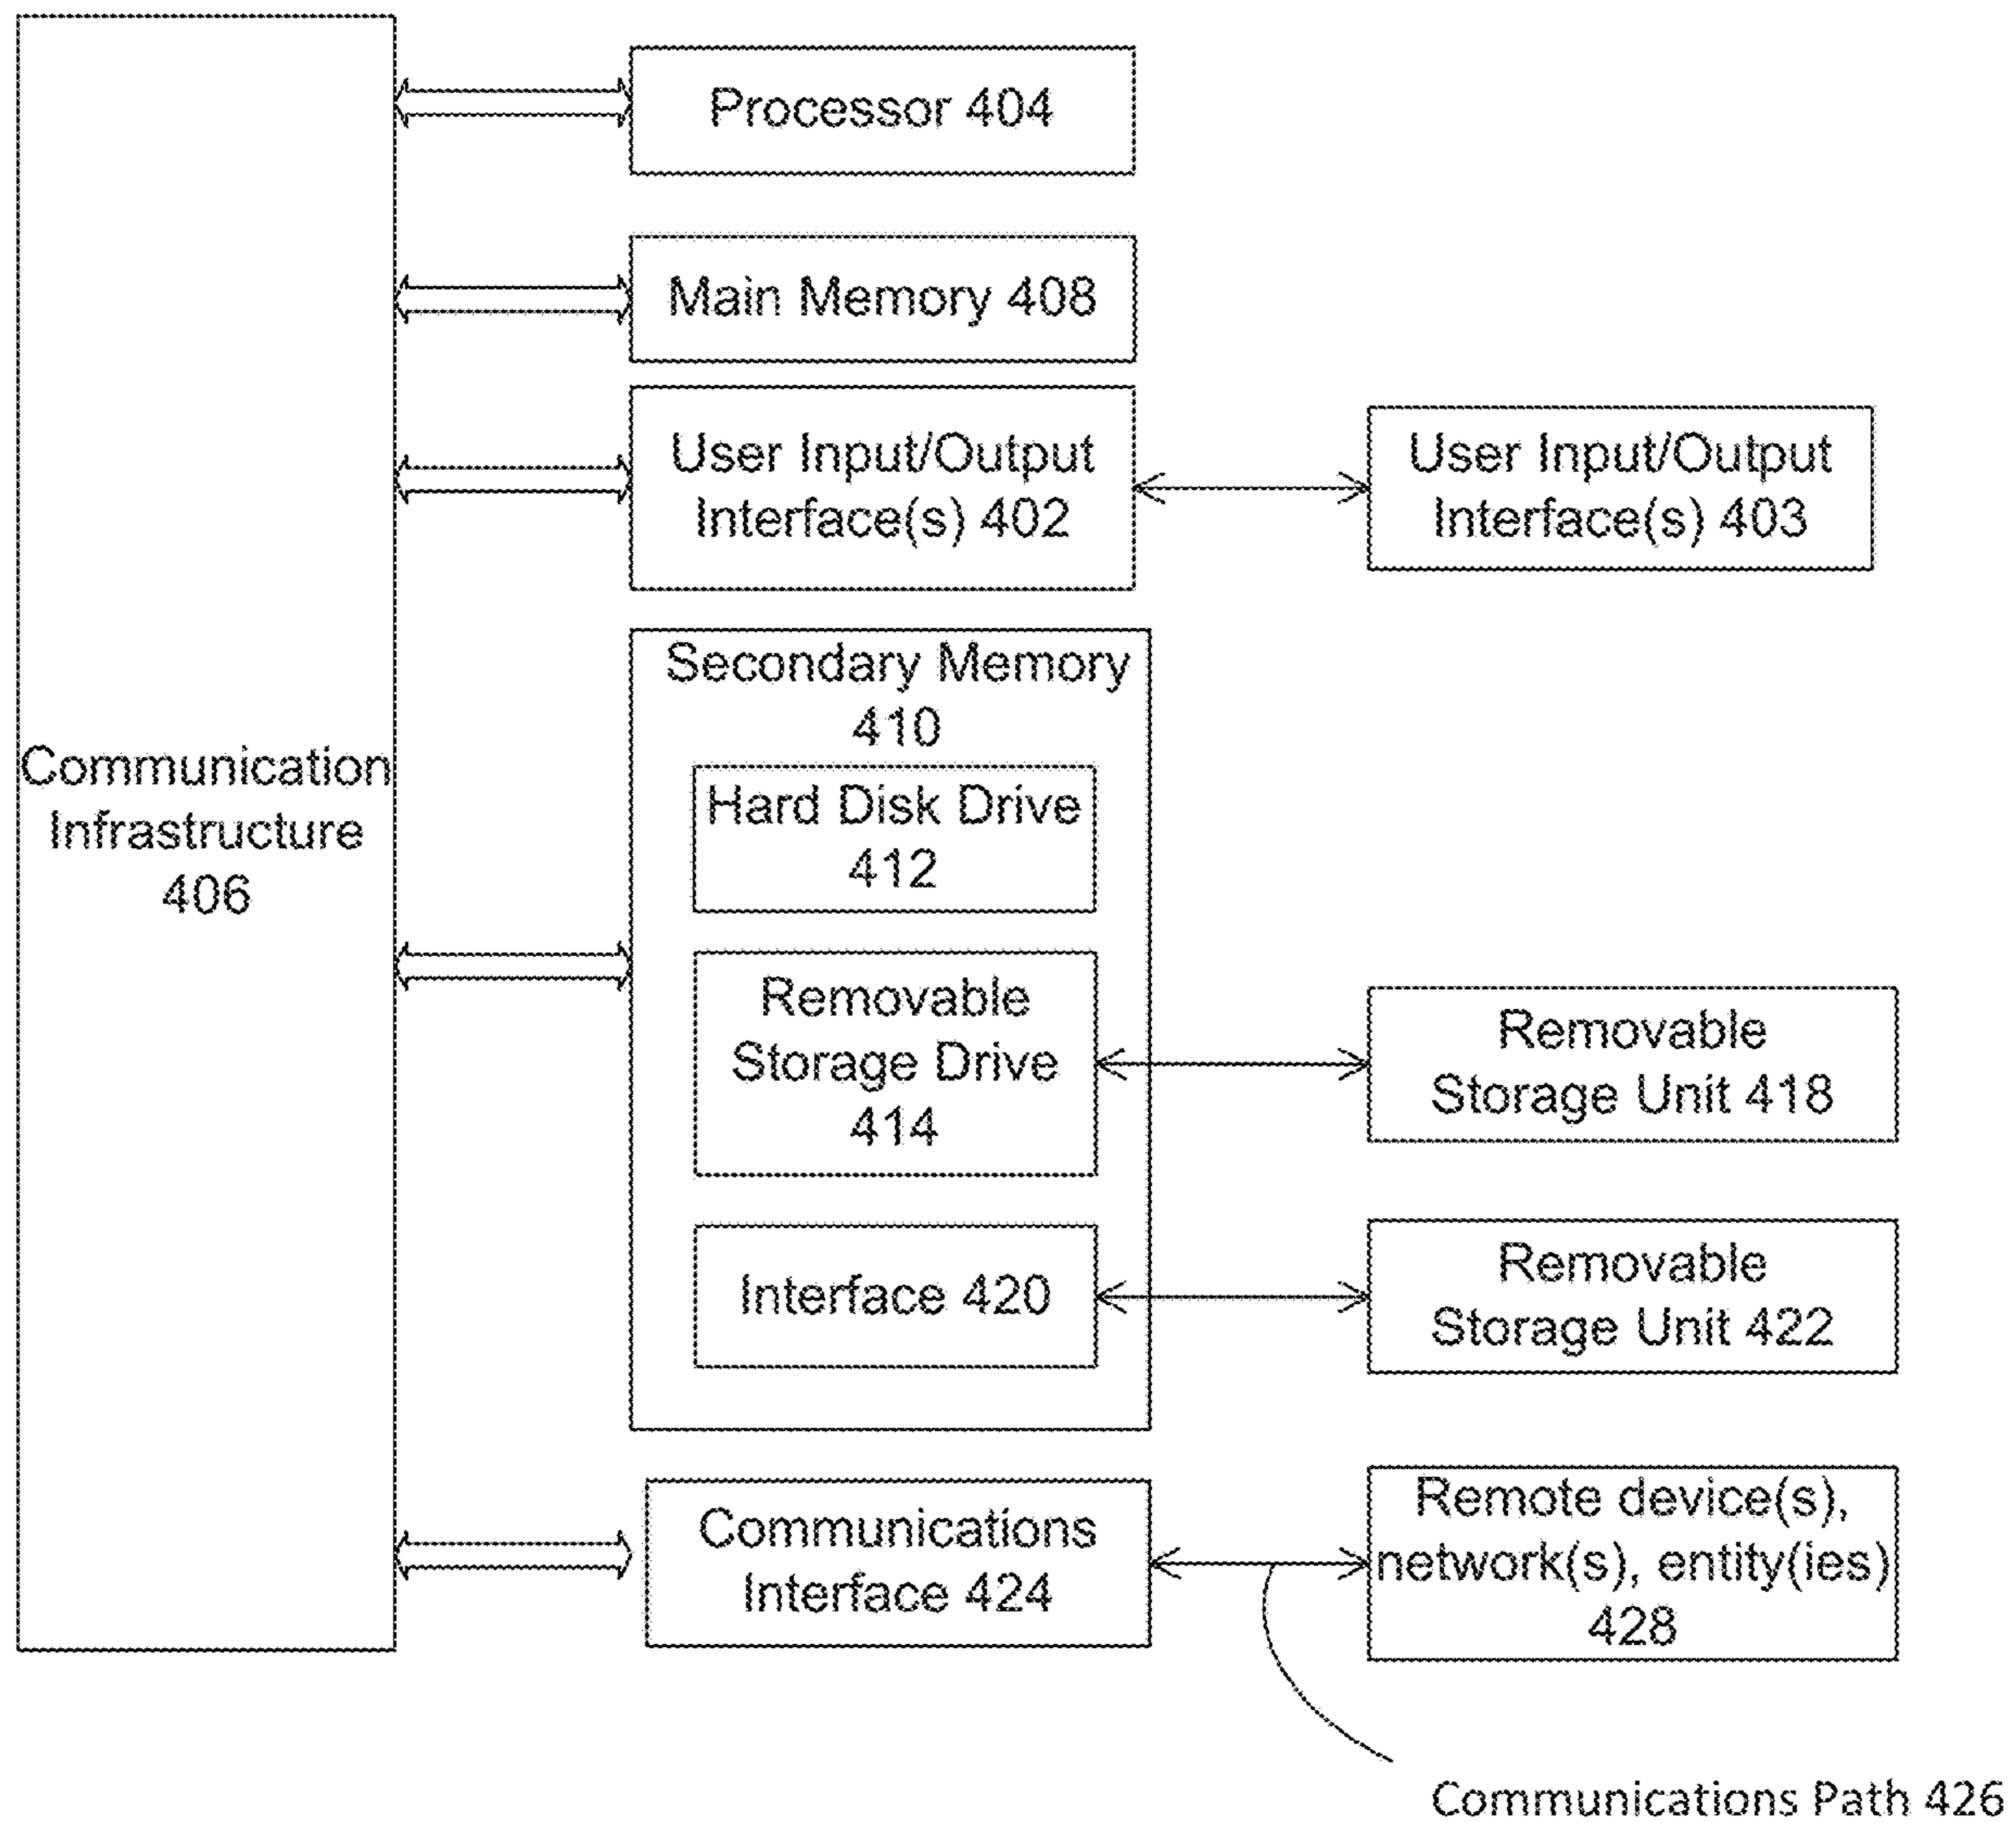 Processor 404
Main Memory 408
User Input/Output
Interface(s) 402
User Input/Output
Interface(s) 403
Communication
Infrastructure
406
Secondary Memory
410
Hard Disk Drive
412
Removable
Storage Drive
414
Removable
Storage Unit 418
Interface 420
Removable
Storage Unit 422
Communications
Interface 424
Remote device(s),
network(s), entity(ies)
428
Communications Path 426